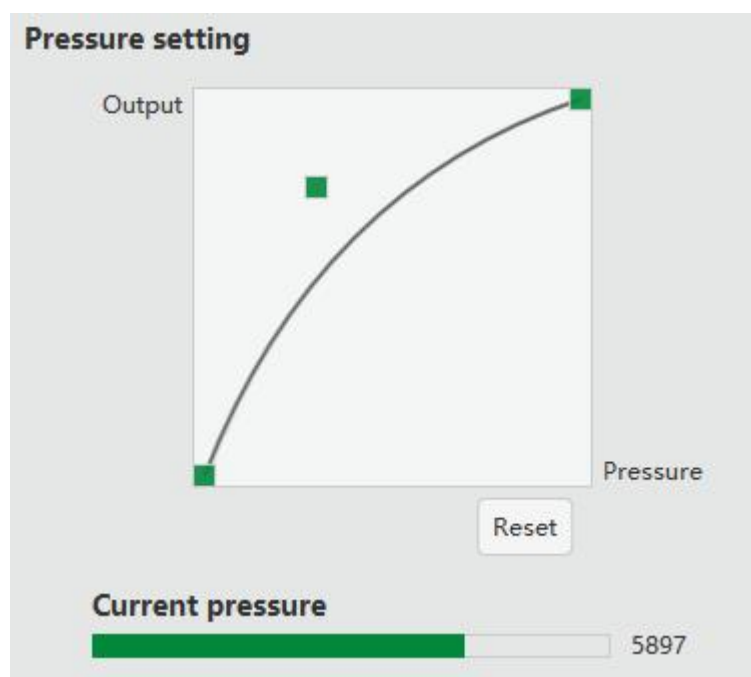 Pressure setting
Output
Pressure
Reset
Current pressure
5897